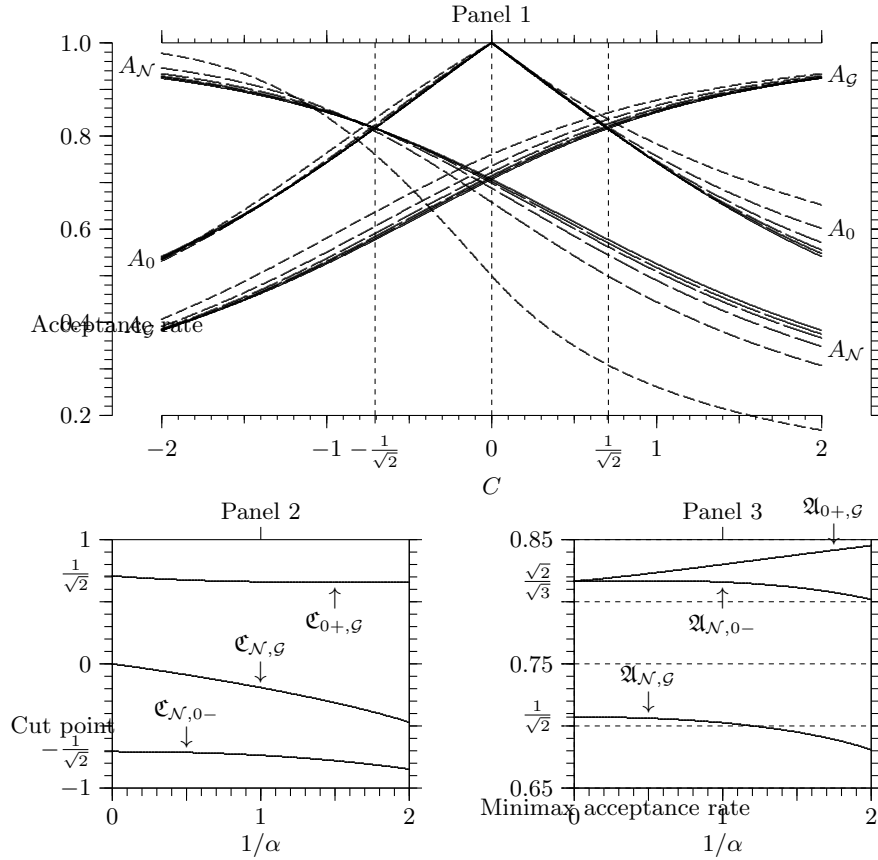 Panel 1
1.0
A_𝒩
A_𝒢
0.8
0.6
A_0
A_0
0.4
Acceptance rate
A_𝒢
A_𝒩
0.2
−2
−1
−1/√2
0
1/√2
1
2
C
Panel 2
1
1/√2
ℭ_{0+,𝒢}
ℭ_{𝒩,𝒢}
0
ℭ_{𝒩,0−}
Cut point
−1/√2
−1
0
1
2
1/α
Panel 3
𝔄_{0+,𝒢}
0.85
√2/√3
𝔄_{𝒩,0−}
0.75
𝔄_{𝒩,𝒢}
1/√2
0.65
Minimax acceptance rate
0
1
2
1/α